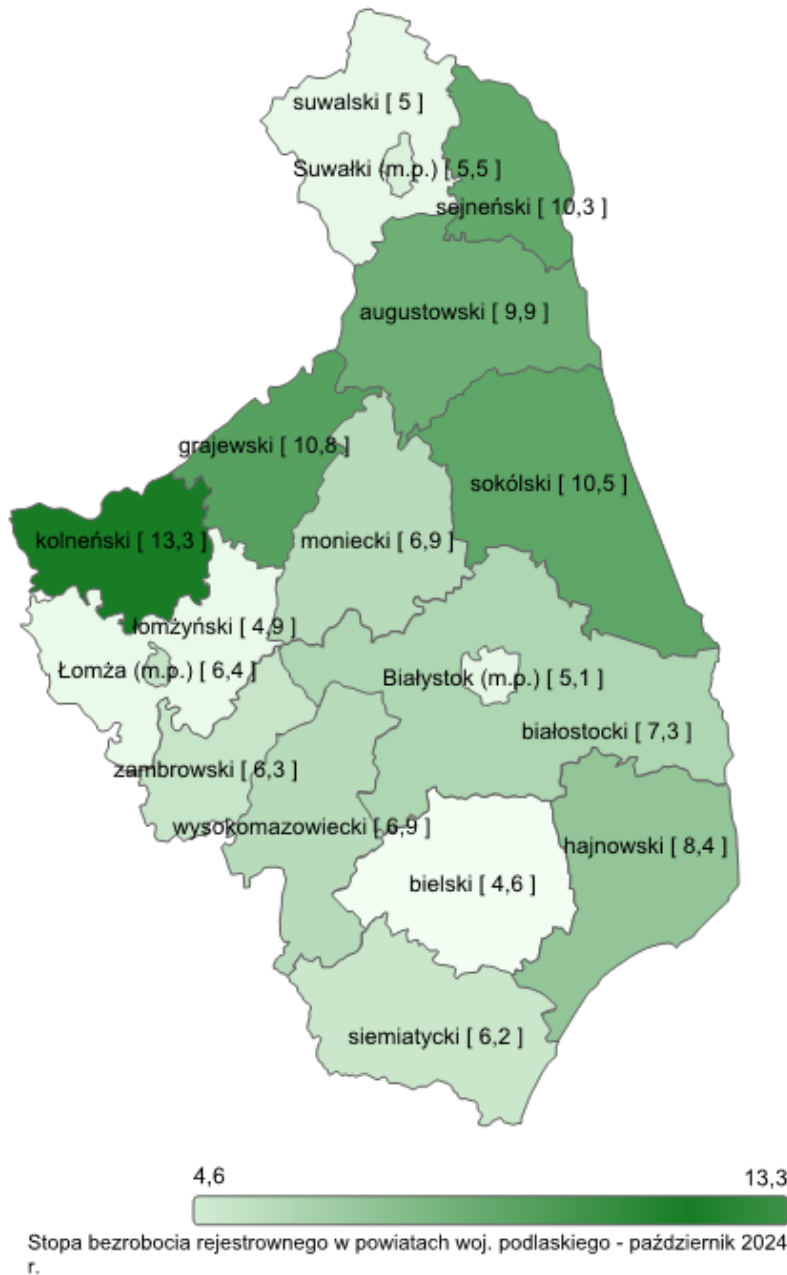 suwalski [ 5 ]
Suwałki (m.p.) [ 5,5 ]
sejneński [ 10,3 ]
augustowski [ 9,9 ]
grajewski [ 10,8 ]
sokólski [ 10,5 ]
kolneński [ 13,3 ]
moniecki [ 6,9 ]
łomżyński [ 4,9 ]
Łomża (m.p.) [ 6,4 ]
Białystok (m.p.) [ 5,1 ]
białostocki [ 7,3 ]
zambrowski [ 6,3 ]
wysokomazowiecki [ 6,9 ]
hajnowski [ 8,4 ]
bielski [ 4,6 ]
siemiatycki [ 6,2 ]
4,6
13,3
Stopa bezrobocia rejestrownego w powiatach woj. podlaskiego - październik 2024
r.